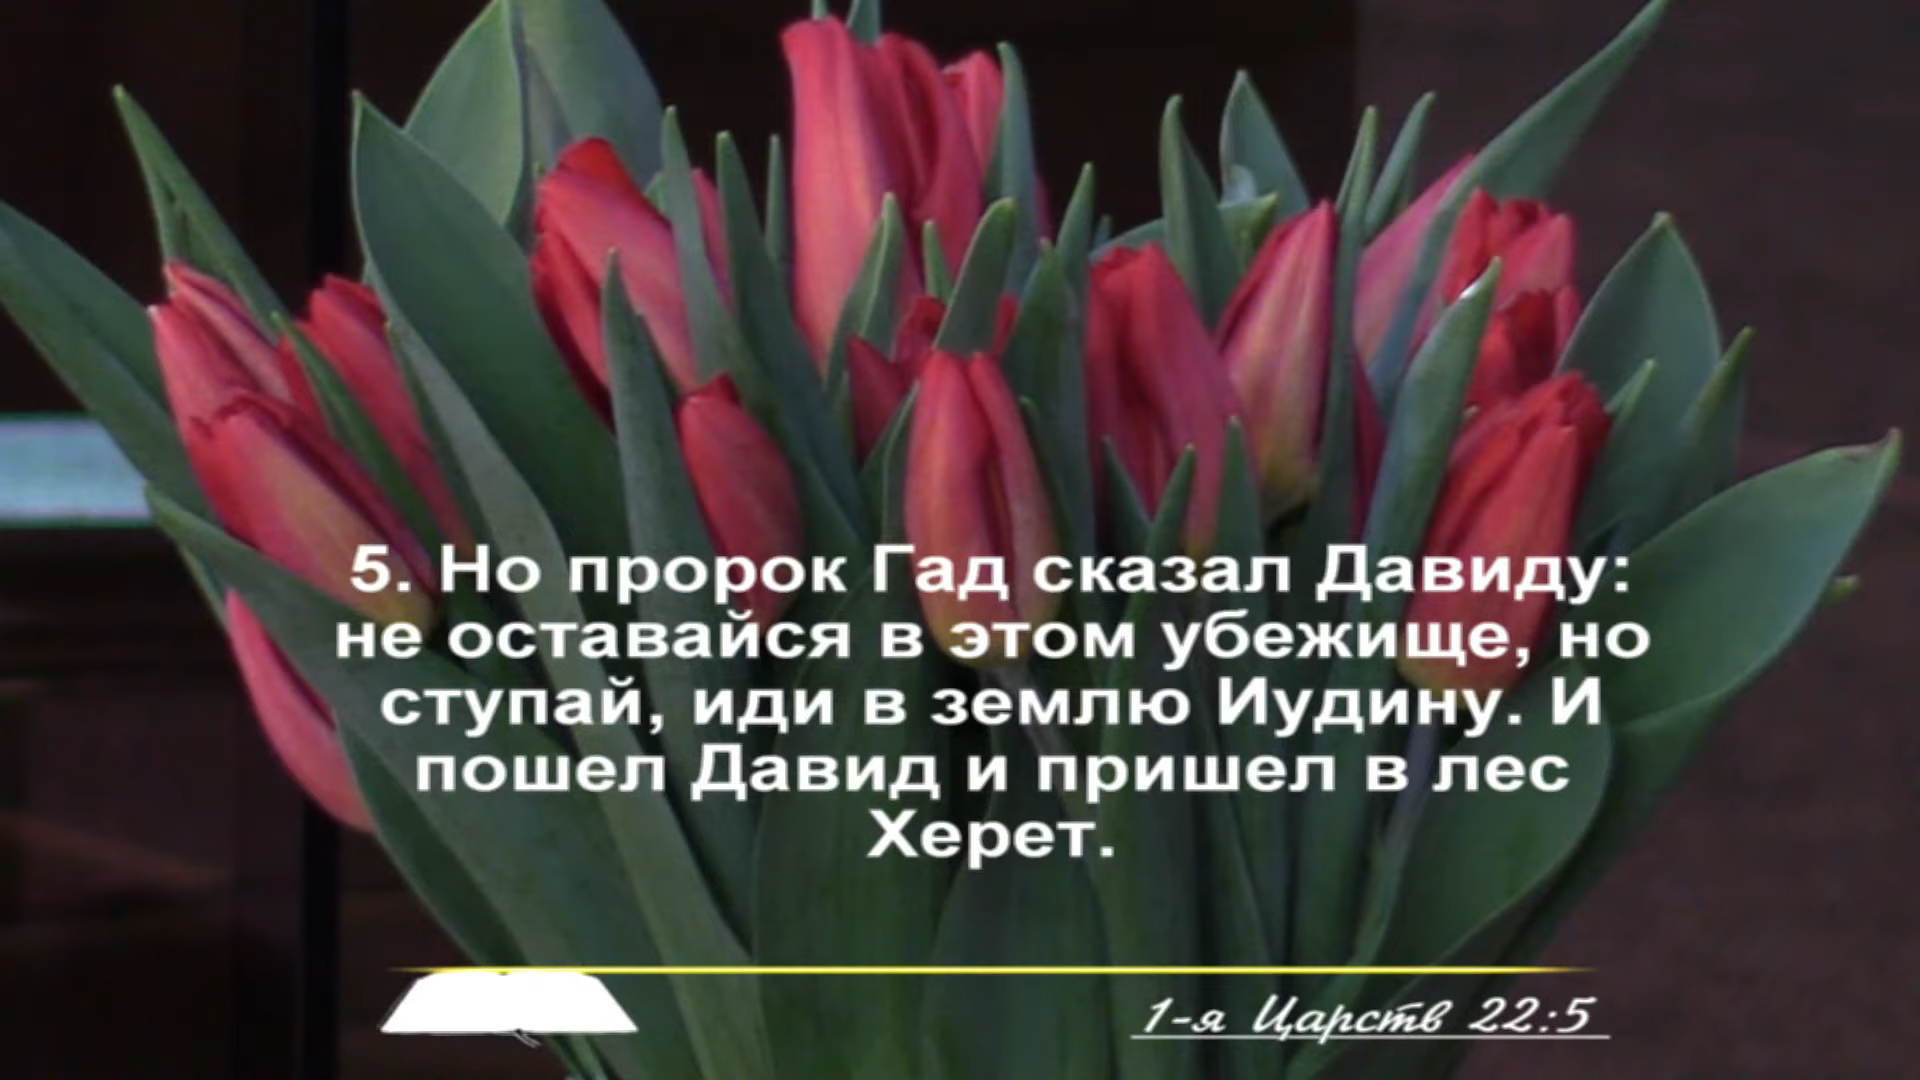 5. Но пророк Гад сказал Давиду:
не оставайся в этом убежище, но
ступай, иди в землю Иудину. И
пошел Давид и пришел в лес
Херет.
1-я Царств 22:5